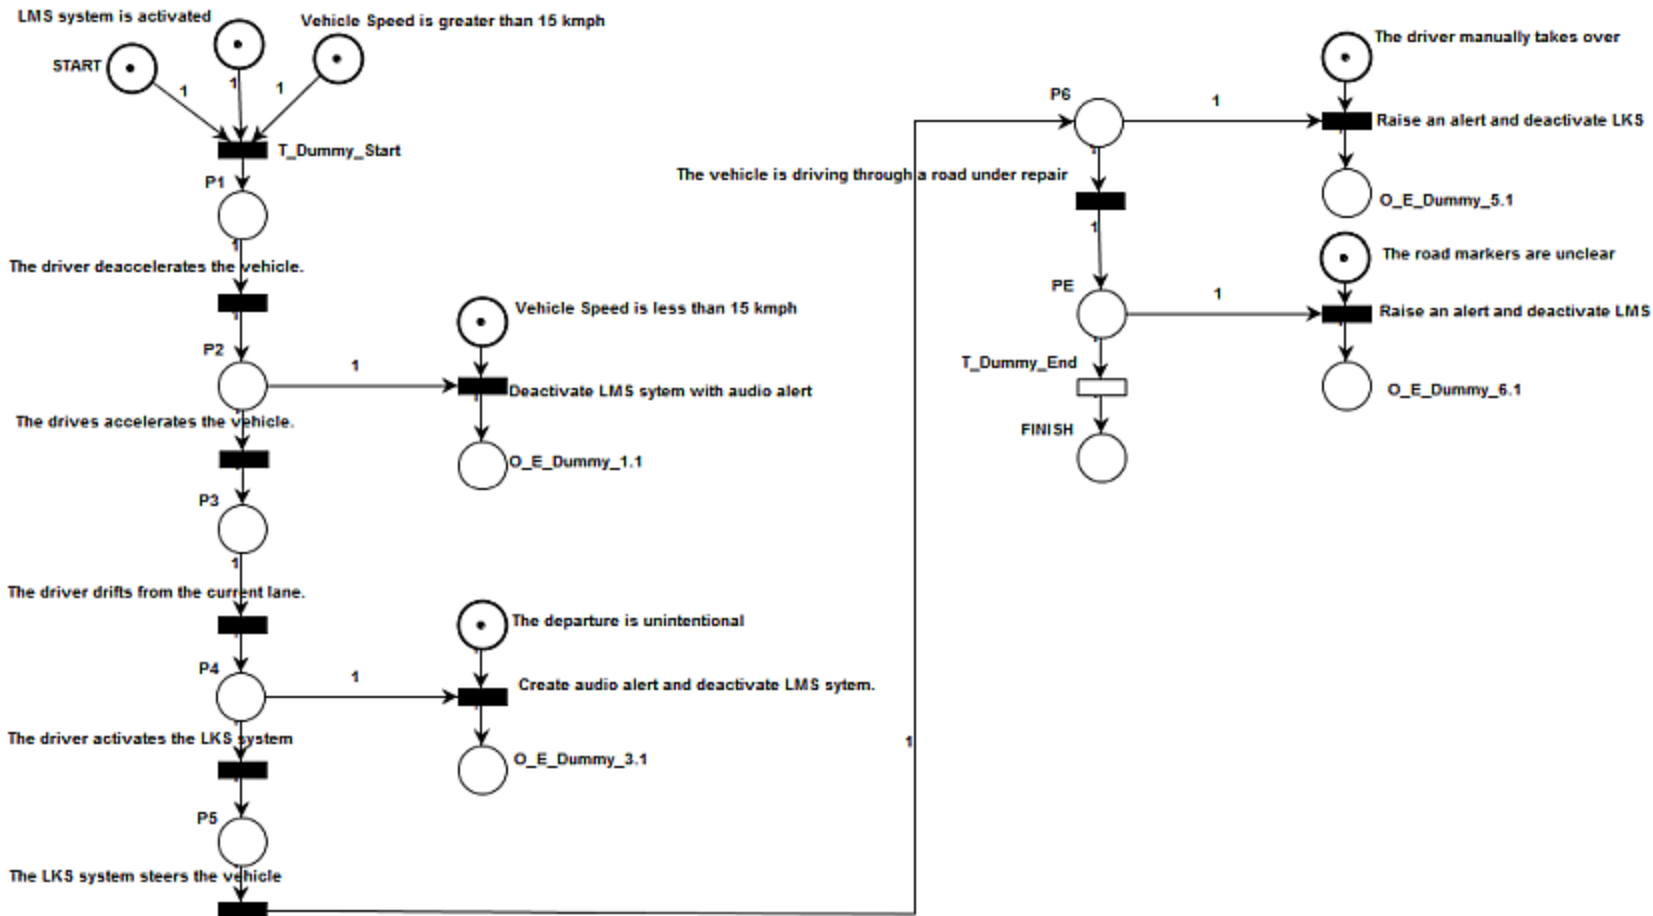 LMS system is activated
Vehicle Speed is greater than 15 kmph
START
1
1
1
T_Dummy_Start
P1
1
The driver deaccelerates the vehicle.
1
P2
1
Vehicle Speed is less than 15 kmph
Deactivate LMS sytem with audio alert
O_E_Dummy_1.1
The drives accelerates the vehicle.
P3
1
The driver drifts from the current lane.
P4
1
The departure is unintentional
Create audio alert and deactivate LMS sytem.
O_E_Dummy_3.1
The driver activates the LKS system
P5
The LKS system steers the vehicle
1
P6
1
The driver manually takes over
Raise an alert and deactivate LKS
O_E_Dummy_5.1
The vehicle is driving through a road under repair
1
PE
1
The road markers are unclear
Raise an alert and deactivate LMS
O_E_Dummy_6.1
T_Dummy_End
FINISH